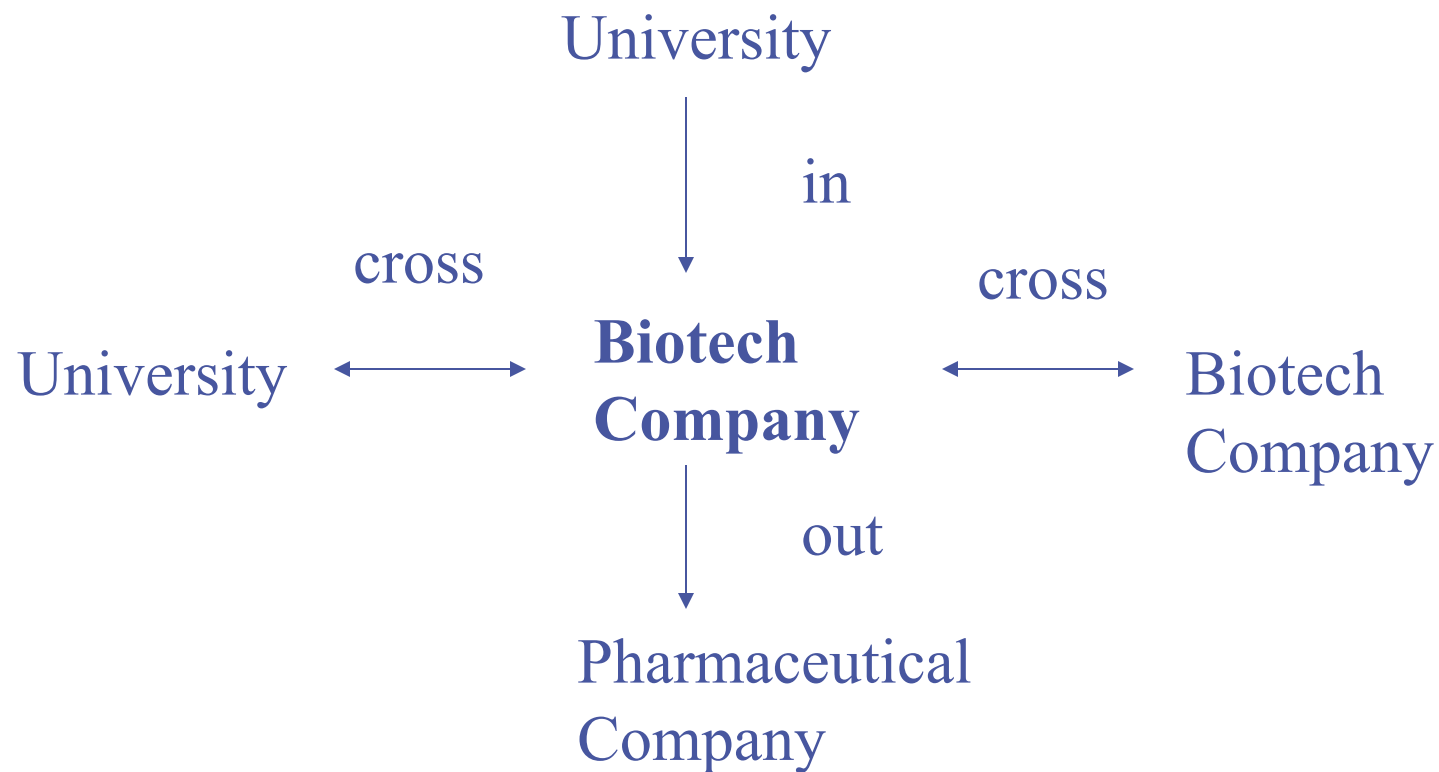 University
in
cross
cross
University
Biotech
Company
Biotech
Company
out
Pharmaceutical
Company